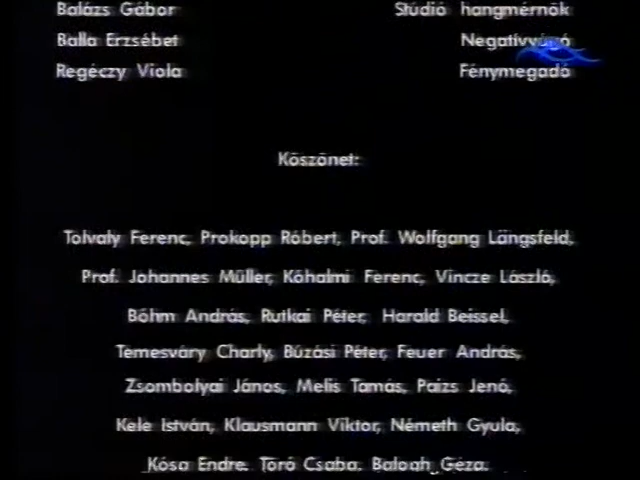 Balázs Gábor Stúdió hangmérnök
Balla Erzsébet Negatívvágó
Regéczy Viola Fénymegadó
Köszönet:
Tolvaly Ferenc, Prokopp Róbert, Prof. Wolfgang Längsfeld,
Prof. Johannes Müller, Kőhalmi Ferenc, Vincze László,
Böhm András, Rutkai Péter, Harald Beissel,
Temesváry Charly, Bűzási Péter, Feuer András,
Zsombolyai János, Melis Tamás, Paizs Jenő,
Kele István, Klausmann Viktor, Németh Gyula,
Kósa Endre, Törő Csaba, Balogh Géza.